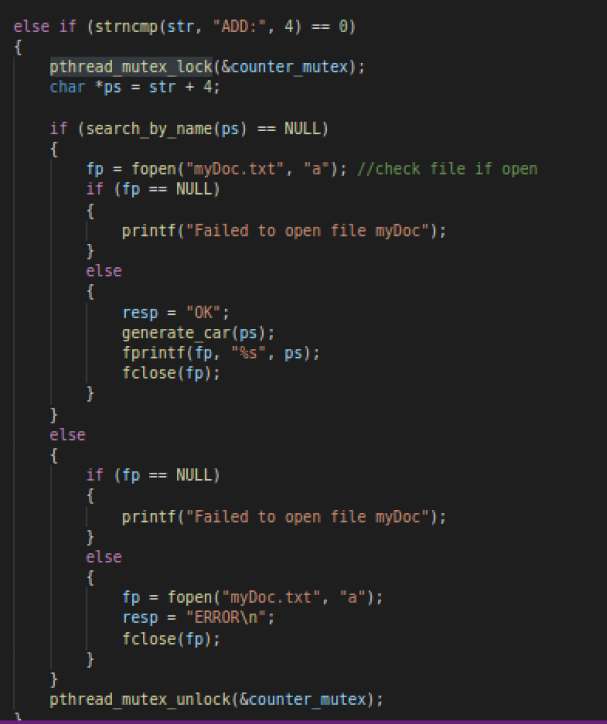 else if (strncmp(str, "ADD:", 4) == 0)
{
    pthread_mutex_lock(&counter_mutex);
    char *ps = str + 4;

    if (search_by_name(ps) == NULL)
    {
        fp = fopen("myDoc.txt", "a"); //check file if open
        if (fp == NULL)
        {
            printf("Failed to open file myDoc");
        }
        else
        {
            resp = "OK";
            generate_car(ps);
            fprintf(fp, "%s", ps);
            fclose(fp);
        }
    }
    else
    {
        if (fp == NULL)
        {
            printf("Failed to open file myDoc");
        }
        else
        {
            fp = fopen("myDoc.txt", "a");
            resp = "ERROR\n";
            fclose(fp);
        }
    }
    pthread_mutex_unlock(&counter_mutex);
}